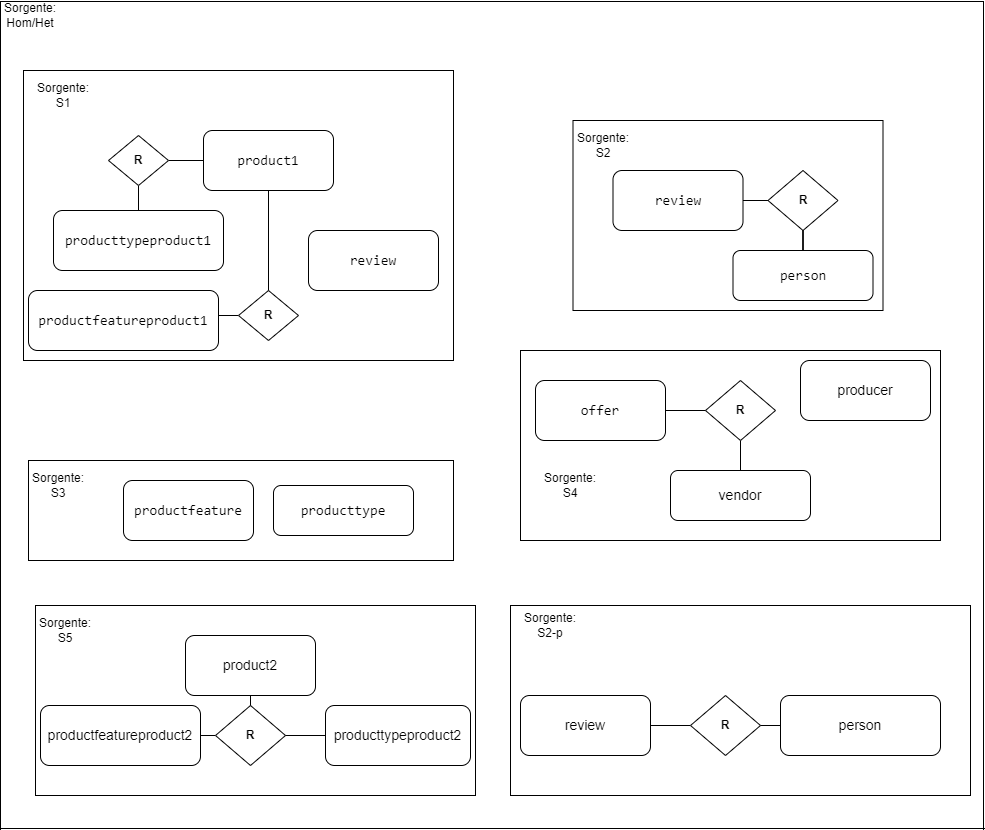 Sorgente:
Hom/Het
Sorgente:
S1
R
product1
producttypeproduct1
review
productfeatureproduct1
R
Sorgente:
S2
review
R
person
offer
R
producer
Sorgente:
S4
vendor
Sorgente:
S3
productfeature
producttype
Sorgente:
S5
product2
productfeatureproduct2
R
producttypeproduct2
Sorgente:
S2-p
review
R
person